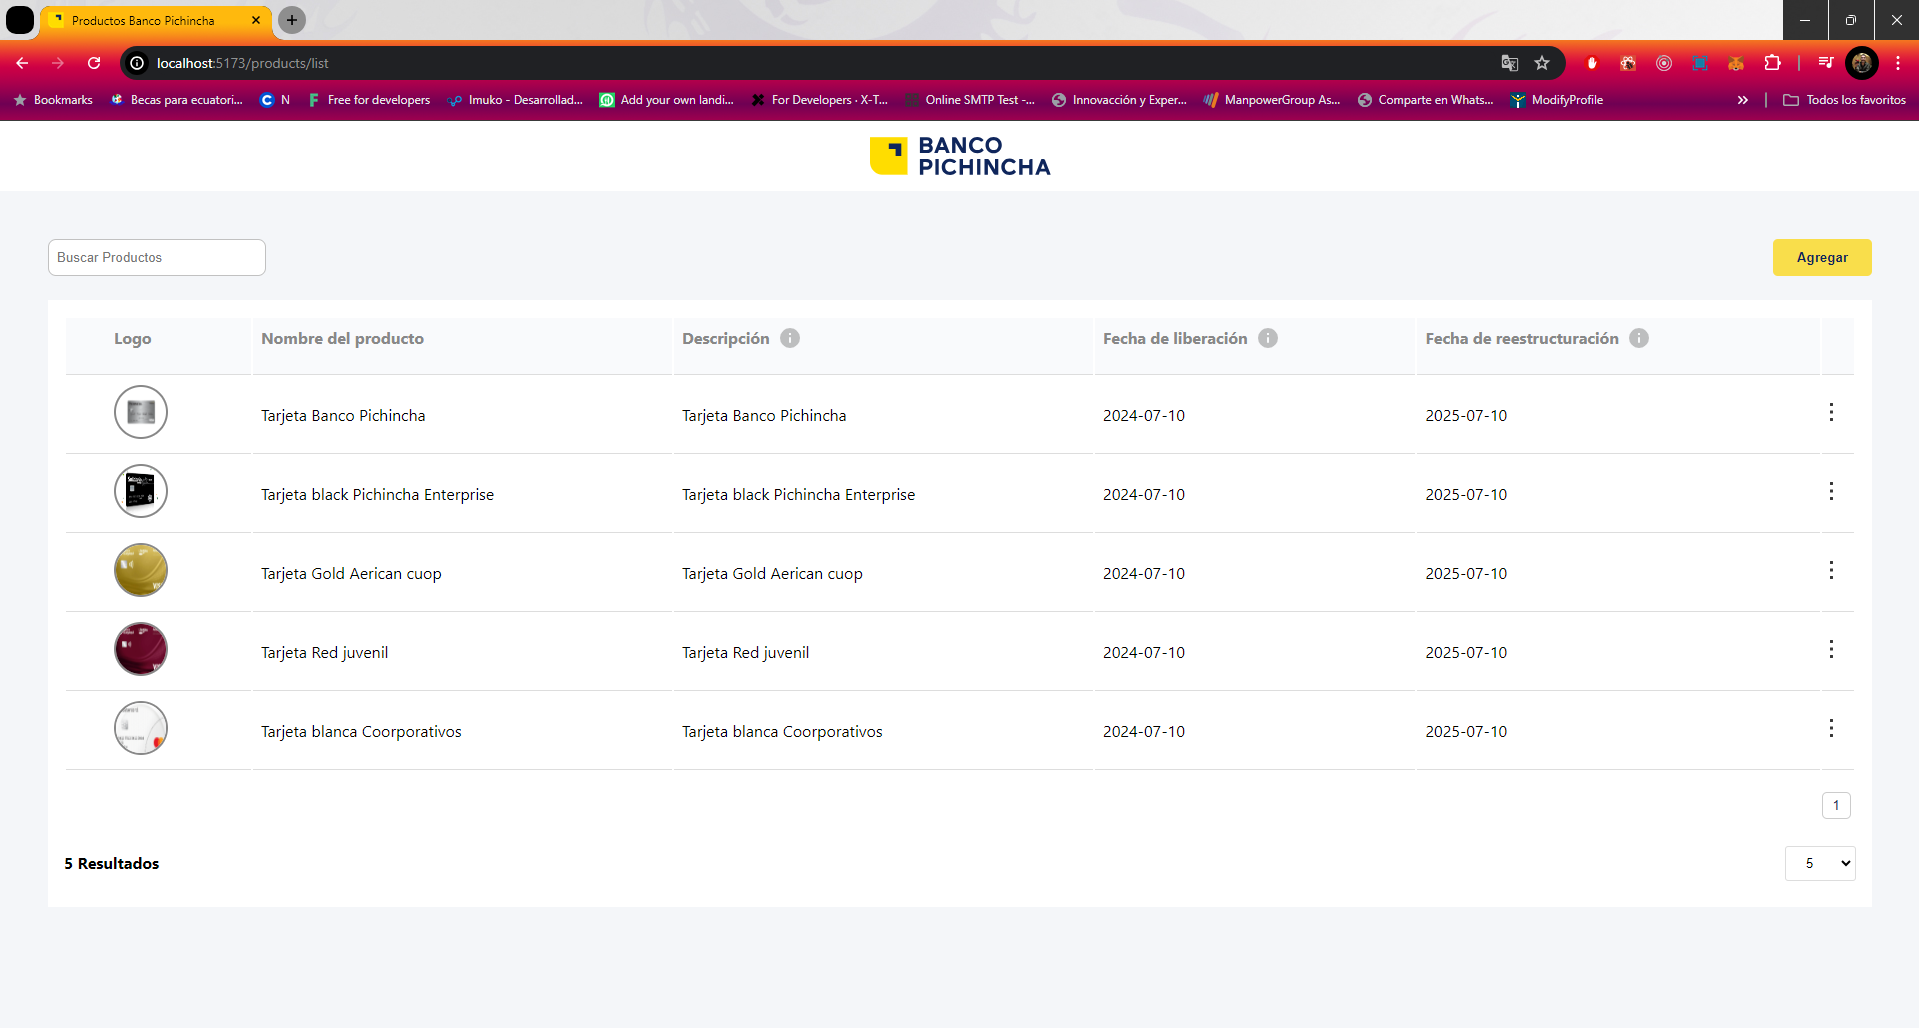 Productos Banco Pichincha
localhost:5173/products/list
Bookmarks
Becas para ecuatori...
N
Free for developers
Imuko - Desarrollad...
Add your own landi...
For Developers · X-T...
Online SMTP Test -...
Innovacción y Exper...
ManpowerGroup As...
Comparte en Whats...
ModifyProfile
Todos los favoritos
BANCO
PICHINCHA
Buscar Productos
Agregar
Logo Nombre del producto Descripción Fecha de liberación Fecha de reestructuración
Tarjeta Banco Pichincha Tarjeta Banco Pichincha 2024-07-10 2025-07-10
Tarjeta black Pichincha Enterprise Tarjeta black Pichincha Enterprise 2024-07-10 2025-07-10
Tarjeta Gold Aerican cuop Tarjeta Gold Aerican cuop 2024-07-10 2025-07-10
Tarjeta Red juvenil Tarjeta Red juvenil 2024-07-10 2025-07-10
Tarjeta blanca Coorporativos Tarjeta blanca Coorporativos 2024-07-10 2025-07-10
1
5 Resultados
5